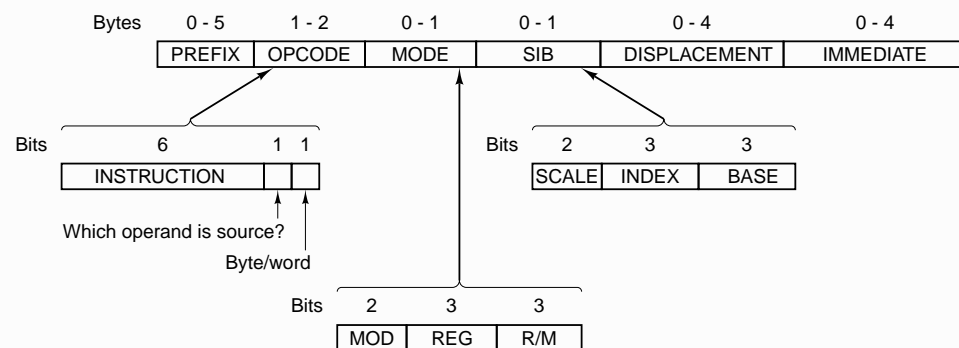 Bytes 0 - 5 1 - 2 0 - 1 0 - 1 0 - 4 0 - 4
PREFIX OPCODE MODE SIB DISPLACEMENT IMMEDIATE
Bits 6 1 1
INSTRUCTION
Which operand is source?
Byte/word
Bits 2 3 3
SCALE INDEX BASE
Bits 2 3 3
MOD REG R/M